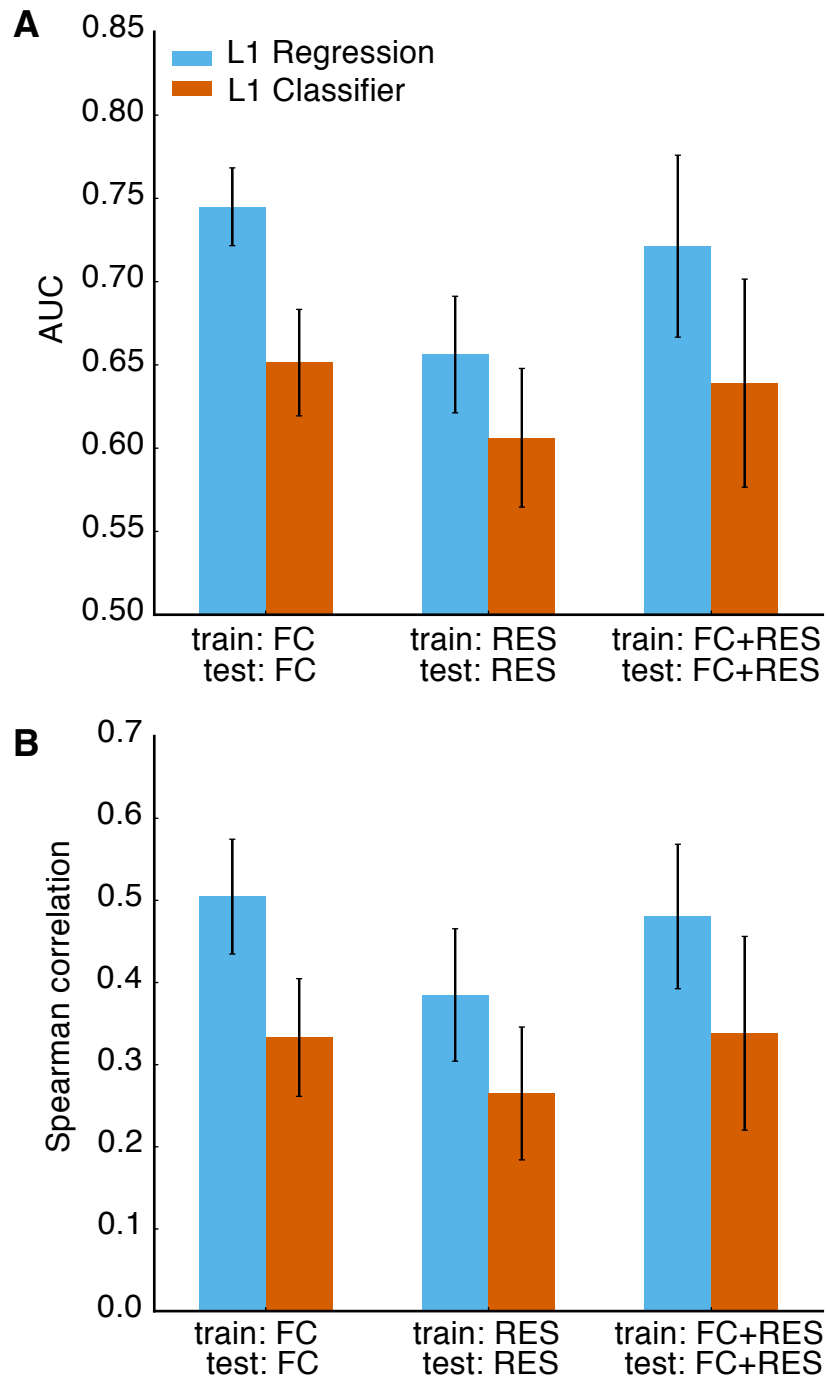 A
0.85
0.80
0.75
0.70
0.65
0.60
0.55
0.50
AUC
L1 Regression
L1 Classifier
train: FC
test: FC
train: RES
test: RES
train: FC+RES
test: FC+RES
B
0.7
0.6
0.5
0.4
0.3
0.2
0.1
0.0
Spearman correlation
train: FC
test: FC
train: RES
test: RES
train: FC+RES
test: FC+RES